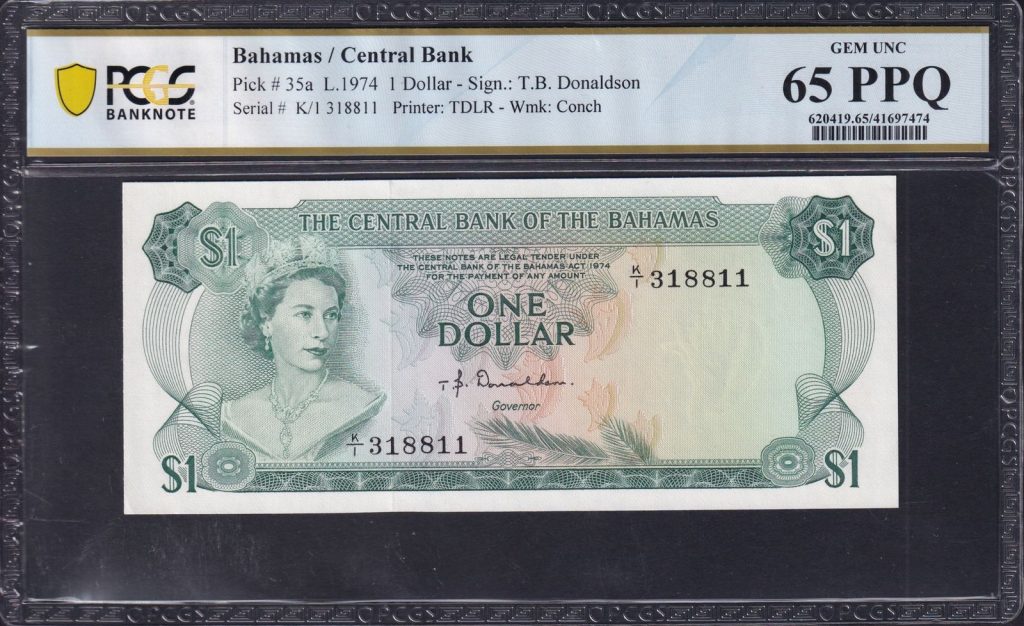 PCGS
BANKNOTE
Bahamas / Central Bank
Pick # 35a L.1974 1 Dollar - Sign.: T.B. Donaldson
Serial # K/1 318811 Printer: TDLR - Wmk: Conch
GEM UNC
65 PPQ
620419.65/41697474
$1
THE CENTRAL BANK OF THE BAHAMAS
$1
THESE NOTES ARE LEGAL TENDER UNDER
THE CENTRAL BANK OF THE BAHAMAS ACT 1974
FOR THE PAYMENT OF ANY AMOUNT
K/1 318811
ONE
DOLLAR
T.B. Donaldson.
Governor
K/1 318811
$1
$1